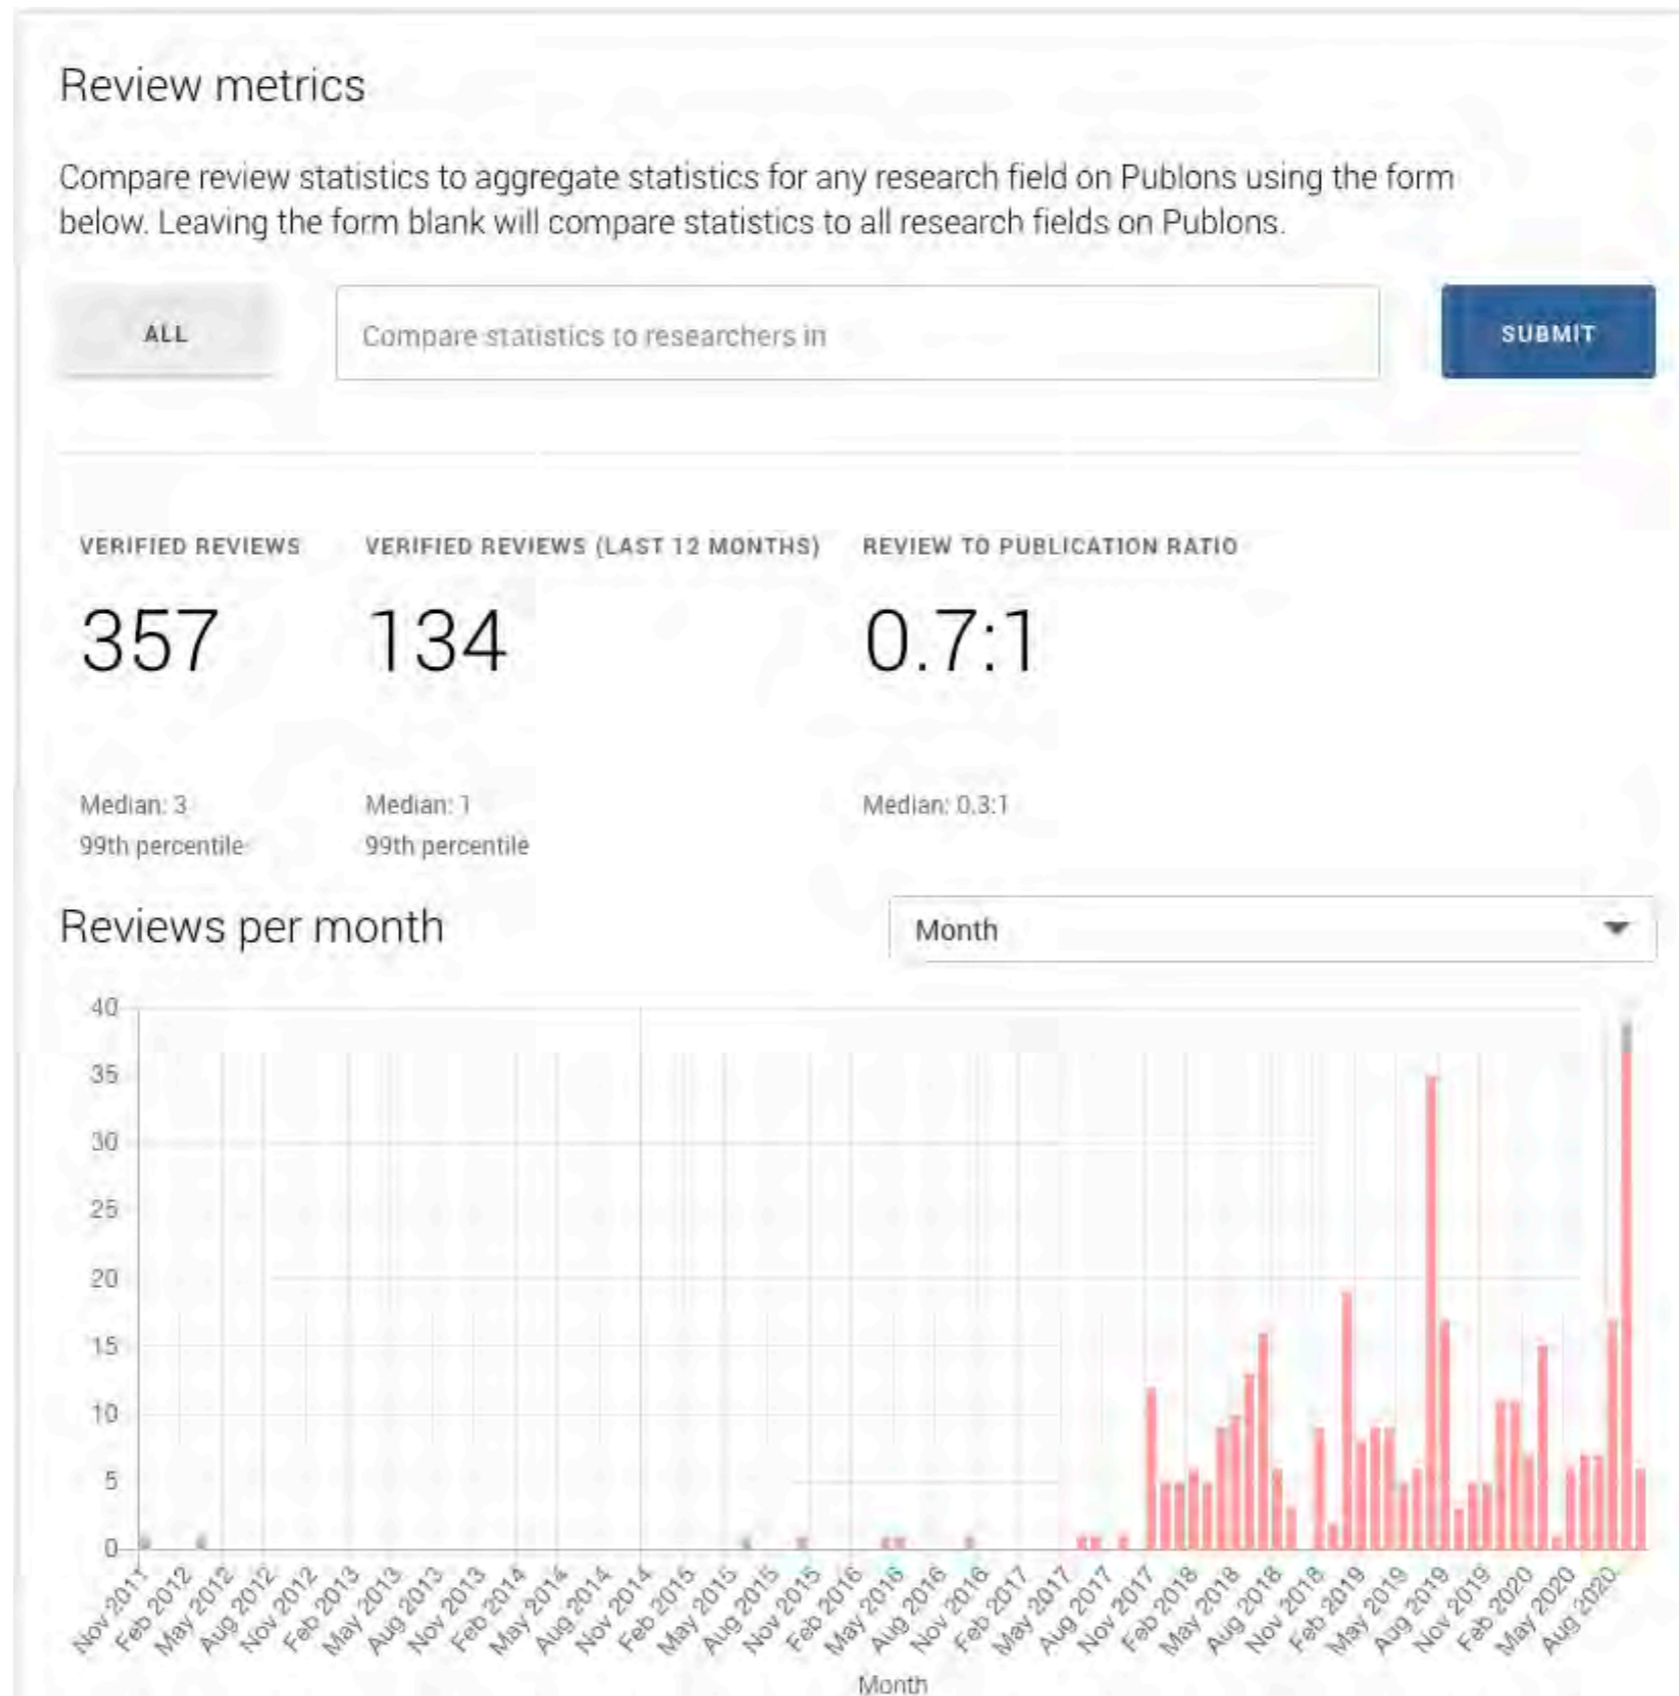 Review metrics
Compare review statistics to aggregate statistics for any research field on Publons using the form
below. Leaving the form blank will compare statistics to all research fields on Publons.
ALL
Compare statistics to researchers in
SUBMIT
VERIFIED REVIEWS
VERIFIED REVIEWS (LAST 12 MONTHS)
REVIEW TO PUBLICATION RATIO
357
134
0.7:1
Median: 3
Median: 1
Median: 0.3:1
99th percentile
99th percentile
Reviews per month
Month
40
35
30
25
20
15
10
5
0
Nov 2011
Feb 2012
May 2012
Aug 2012
Nov 2012
Feb 2013
May 2013
Aug 2013
Nov 2013
Feb 2014
May 2014
Aug 2014
Nov 2014
Feb 2015
May 2015
Aug 2015
Nov 2015
Feb 2016
May 2016
Aug 2016
Nov 2016
Feb 2017
May 2017
Aug 2017
Nov 2017
Feb 2018
May 2018
Aug 2018
Nov 2018
Feb 2019
May 2019
Aug 2019
Nov 2019
Feb 2020
May 2020
Aug 2020
Month